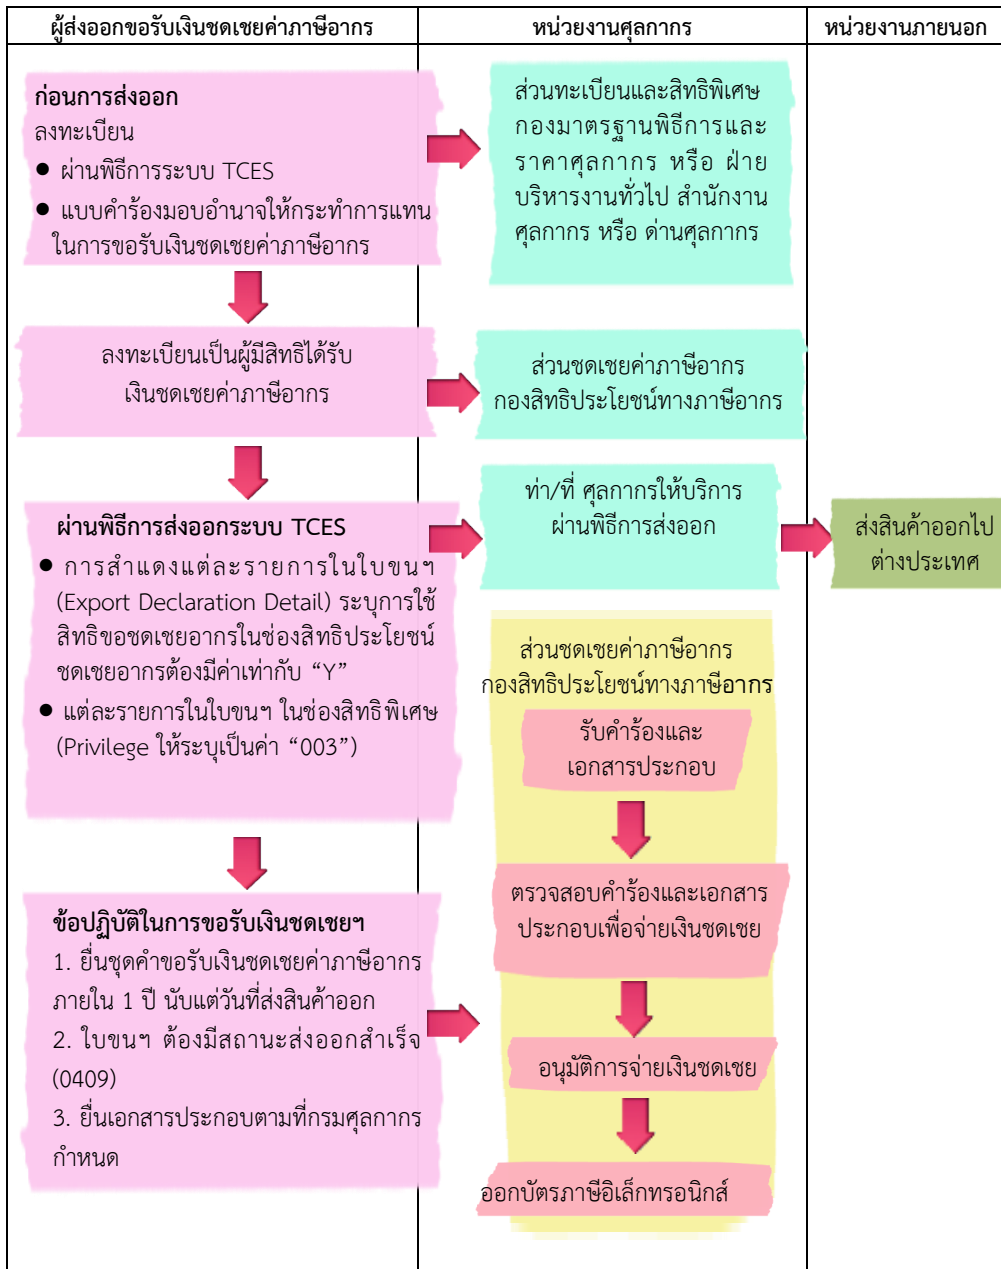 ผู้ส่งออกขอรับเงินชดเชยค่าภาษีอากร
หน่วยงานศุลกากร
หน่วยงานภายนอก
ก่อนการส่งออก
ลงทะเบียน
● ผ่านพิธีการระบบ TCES
● แบบคำร้องมอบอำนาจให้กระทำการแทน
ในการขอรับเงินชดเชยค่าภาษีอากร
ส่วนทะเบียนและสิทธิพิเศษ
กองมาตรฐานพิธีการและ
ราคาศุลกากร หรือ ฝ่าย
บริหารงานทั่วไป สำนักงาน
ศุลกากร หรือ ด่านศุลกากร
ลงทะเบียนเป็นผู้มีสิทธิได้รับ
เงินชดเชยค่าภาษีอากร
ส่วนชดเชยค่าภาษีอากร
กองสิทธิประโยชน์ทางภาษีอากร
ผ่านพิธีการส่งออกระบบ TCES
● การสำแดงแต่ละรายการในใบขนฯ
(Export Declaration Detail) ระบุการใช้
สิทธิขอชดเชยอากรในช่องสิทธิประโยชน์
ชดเชยอากรต้องมีค่าเท่ากับ “Y”
● แต่ละรายการในใบขนฯ ในช่องสิทธิพิเศษ
(Privilege ให้ระบุเป็นค่า “003”)
ท่า/ที่ ศุลกากรให้บริการ
ผ่านพิธีการส่งออก
ส่งสินค้าออกไป
ต่างประเทศ
ข้อปฏิบัติในการขอรับเงินชดเชยฯ
1. ยื่นชุดคำขอรับเงินชดเชยค่าภาษีอากร
ภายใน 1 ปี นับแต่วันที่ส่งสินค้าออก
2. ใบขนฯ ต้องมีสถานะส่งออกสำเร็จ
(0409)
3. ยื่นเอกสารประกอบตามที่กรมศุลกากร
กำหนด
ส่วนชดเชยค่าภาษีอากร
กองสิทธิประโยชน์ทางภาษีอากร
รับคำร้องและ
เอกสารประกอบ
ตรวจสอบคำร้องและเอกสาร
ประกอบเพื่อจ่ายเงินชดเชย
อนุมัติการจ่ายเงินชดเชย
ออกบัตรภาษีอิเล็กทรอนิกส์